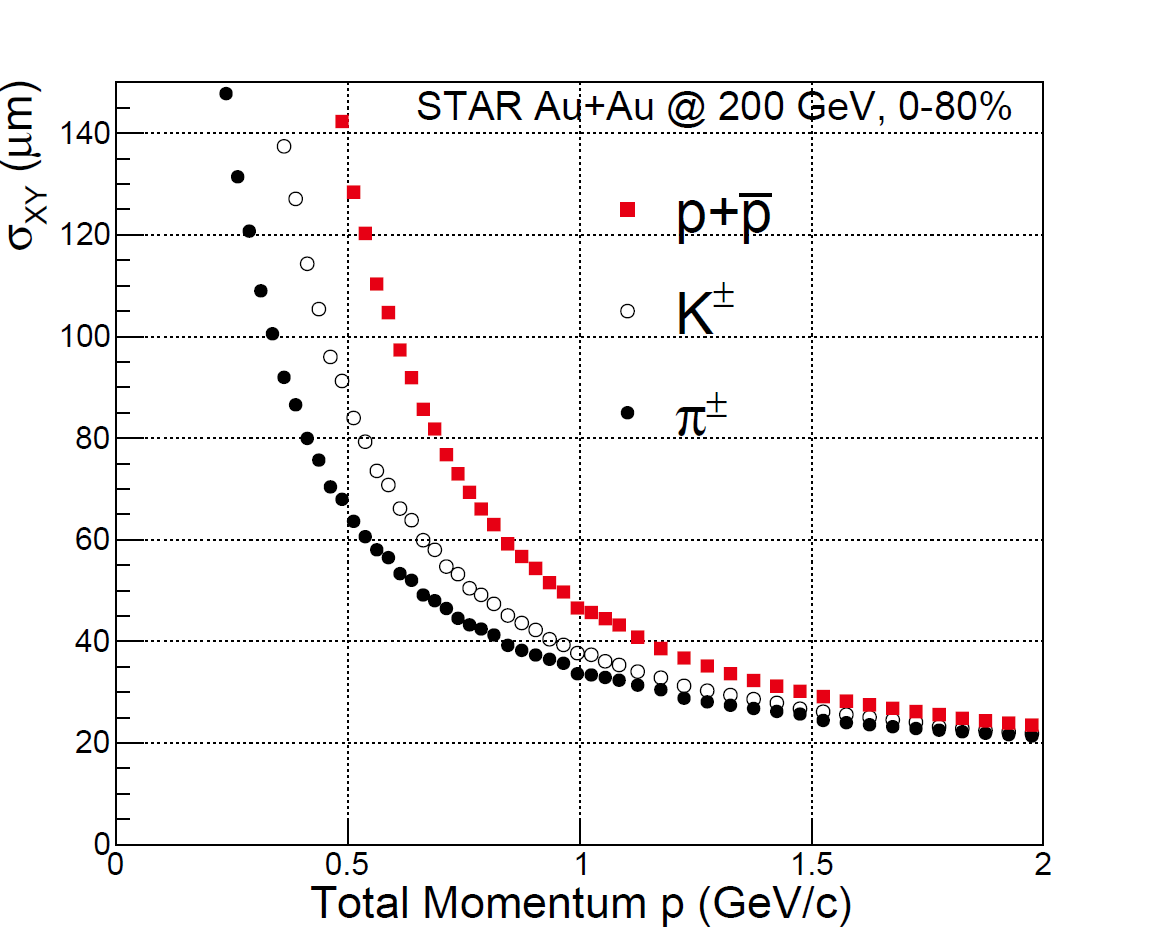 STAR Au+Au @ 200 GeV, 0-80%
σXY (μm)
140
120
100
80
60
40
20
0
p+p̅
K±
π±
0 0.5 1 1.5 2
Total Momentum p (GeV/c)